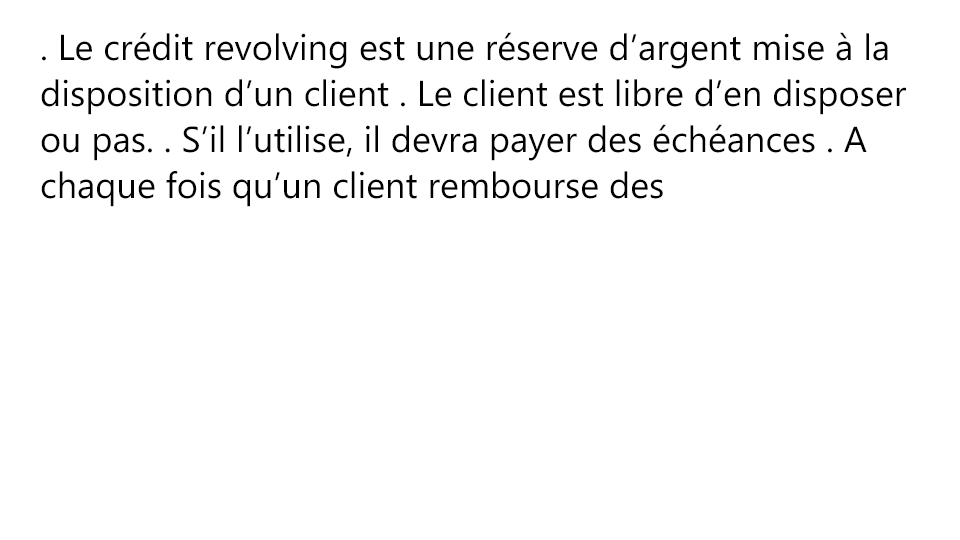 . Le crédit revolving est une réserve d’argent mise à la
disposition d’un client . Le client est libre d’en disposer
ou pas. . S’il l’utilise, il devra payer des échéances . A
chaque fois qu’un client rembourse des